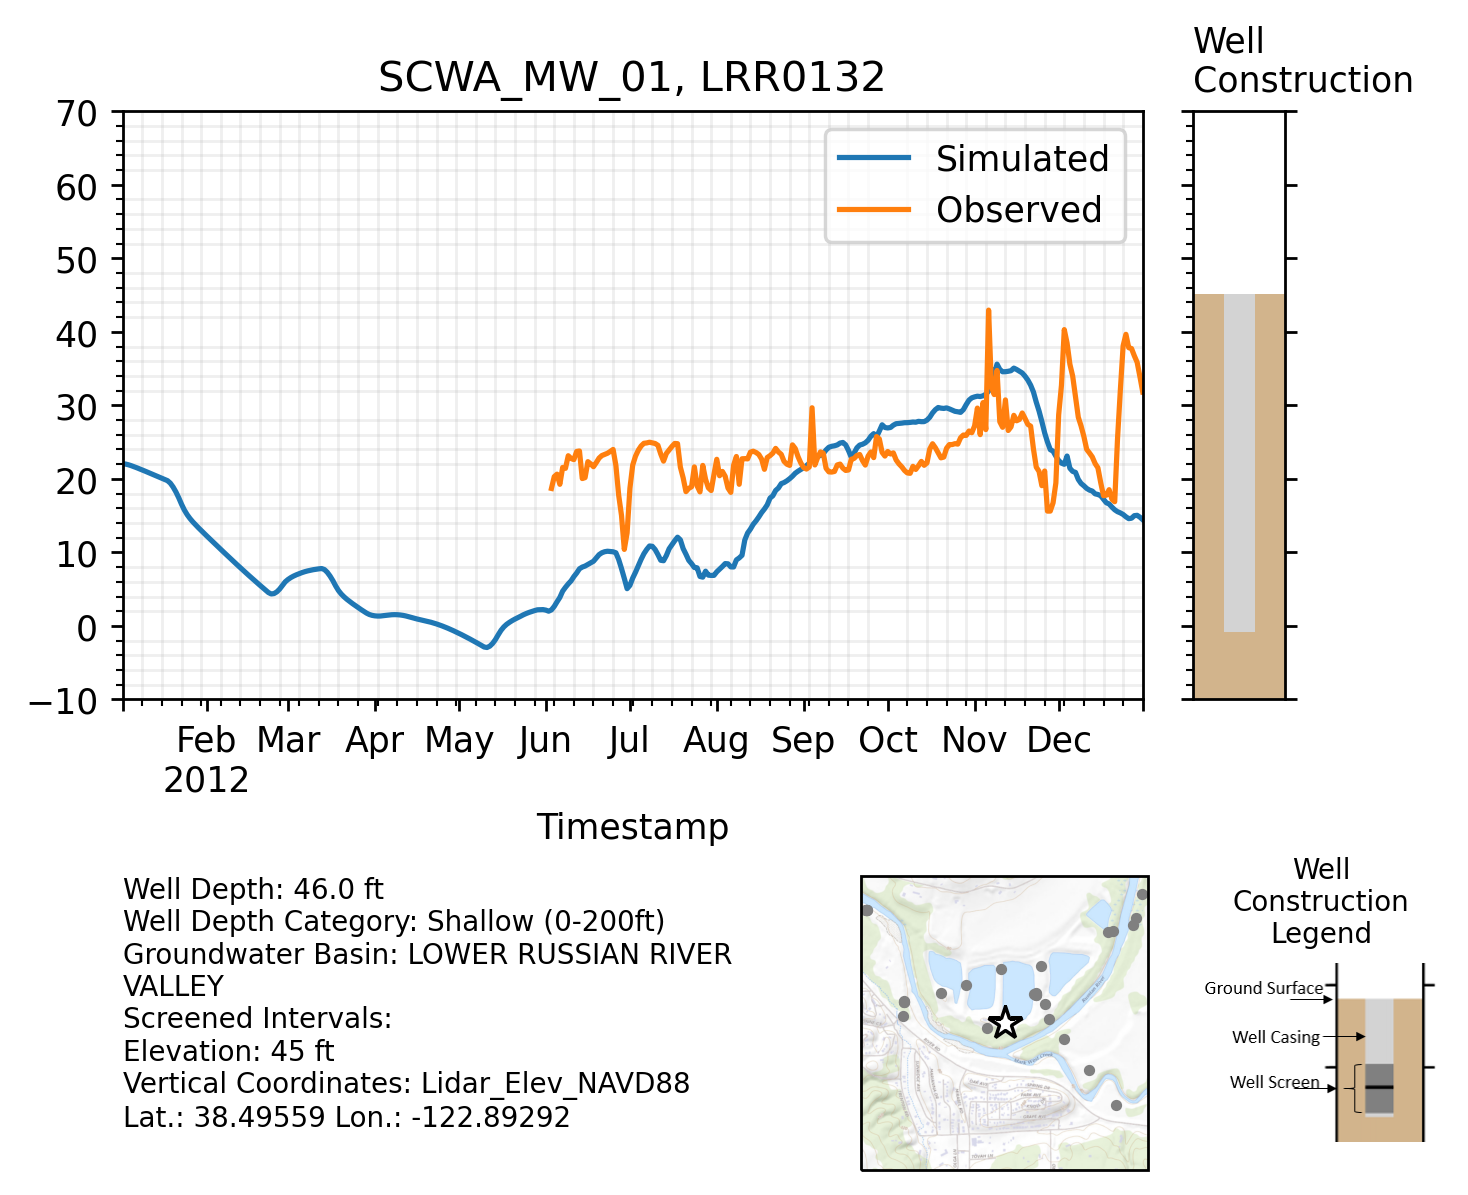 Well
Construction
SCWA_MW_01, LRR0132
70
60
50
40
30
20
10
0
−10
Simulated
Observed
Feb Mar Apr May Jun Jul Aug Sep Oct Nov Dec
2012
Timestamp
Well Depth: 46.0 ft
Well Depth Category: Shallow (0-200ft)
Groundwater Basin: LOWER RUSSIAN RIVER
VALLEY
Screened Intervals:
Elevation: 45 ft
Vertical Coordinates: Lidar_Elev_NAVD88
Lat.: 38.49559 Lon.: -122.89292
Well
Construction
Legend
Ground Surface
Well Casing
Well Screen